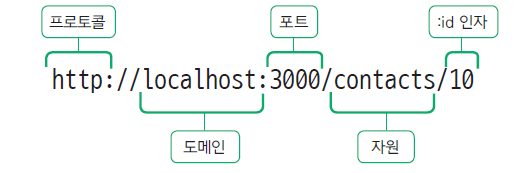 프로토콜 포트 :id 인자
http://localhost:3000/contacts/10
도메인 자원